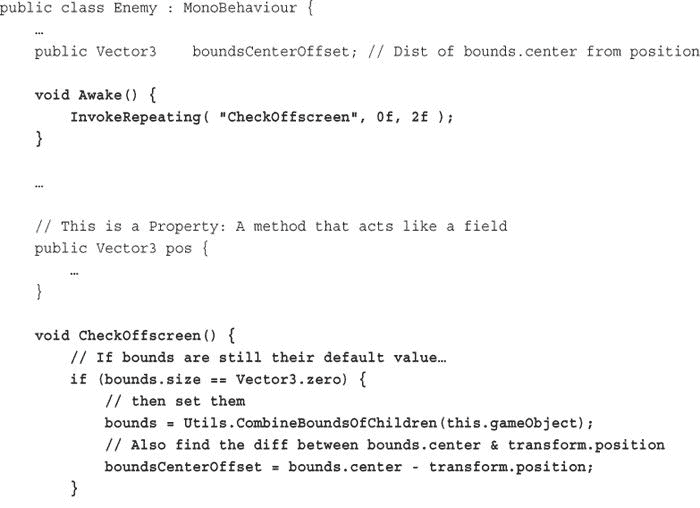 public class Enemy : MonoBehaviour {
…
public Vector3    boundsCenterOffset; // Dist of bounds.center from position
void Awake() {
InvokeRepeating( "CheckOffscreen", 0f, 2f );
}
…
// This is a Property: A method that acts like a field
public Vector3 pos {
…
}
void CheckOffscreen() {
// If bounds are still their default value…
if (bounds.size == Vector3.zero) {
// then set them
bounds = Utils.CombineBoundsOfChildren(this.gameObject);
// Also find the diff between bounds.center & transform.position
boundsCenterOffset = bounds.center - transform.position;
}